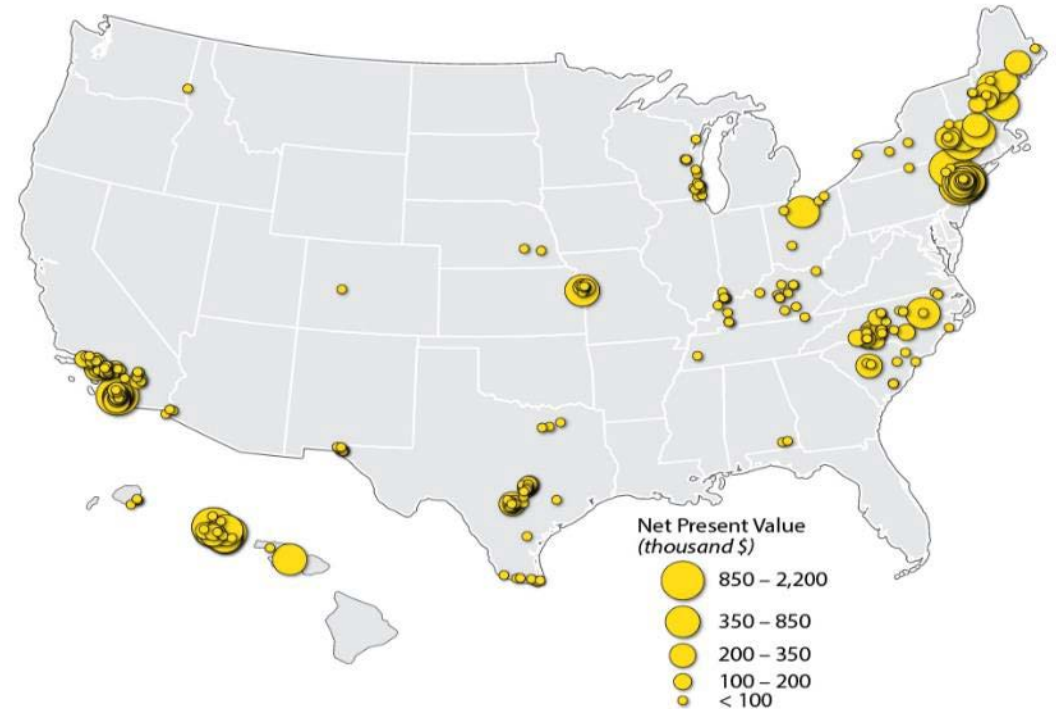 Net Present Value
(thousand $)
850 – 2,200
350 – 850
200 – 350
100 – 200
< 100